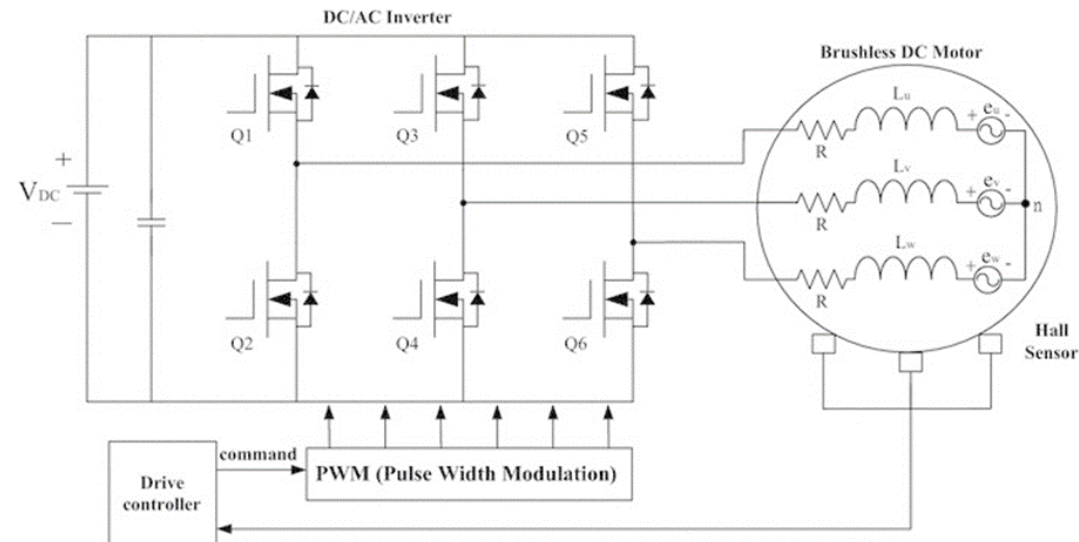 DC/AC Inverter
Brushless DC Motor
Q1
Q3
Q5
+
VDC
—
Lu
+ eu -
R
Lv
+ ev -
n
R
Lw
+ ew -
R
Q2
Q4
Q6
Hall
Sensor
command
PWM (Pulse Width Modulation)
Drive
controller